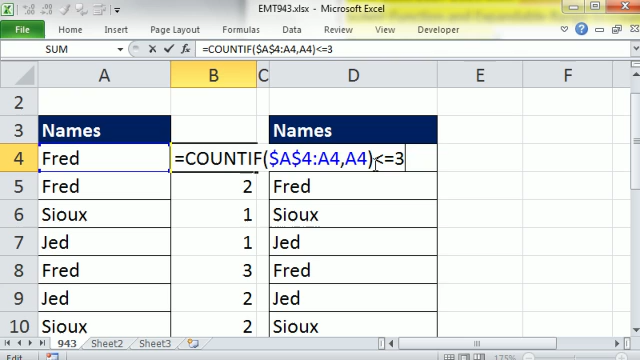 EMT943.xlsx - Microsoft Excel
File Home Insert Page Layout Formulas Data Review View Developer
SUM fx =COUNTIF($A$4:A4,A4)<=3
A B C D E F
2
3 Names Names
4 Fred =COUNTIF($A$4:A4,A4)<=3
5 Fred 2 Fred
6 Sioux 1 Sioux
7 Jed 1 Jed
8 Fred 3 Fred
9 Jed 2 Jed
10 Sioux 2 Sioux
943 Sheet2 Sheet3
Edit 175%